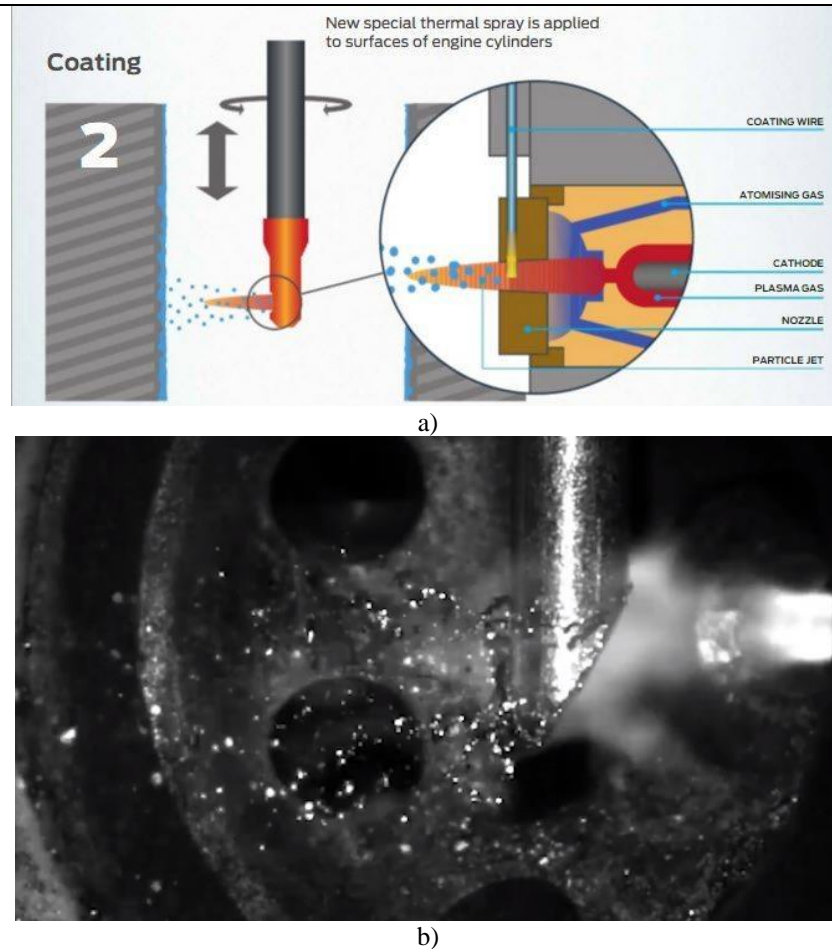 New special thermal spray is applied
to surfaces of engine cylinders
Coating
2
COATING WIRE
ATOMISING GAS
CATHODE
PLASMA GAS
NOZZLE
PARTICLE JET
a)
b)